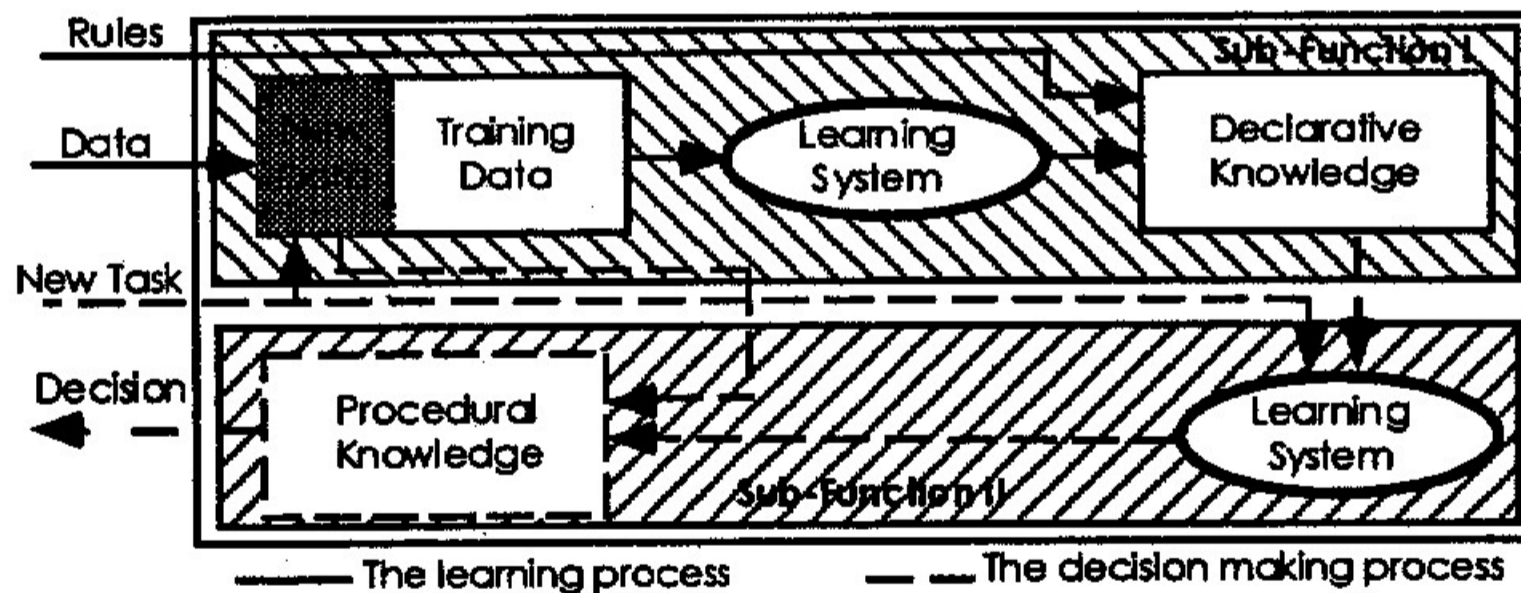 Rules
Sub-Function I
Data
Training
Data
Learning
System
Declarative
Knowledge
New Task
Decision
Procedural
Knowledge
Learning
System
Sub-Function II
The learning process
The decision making process